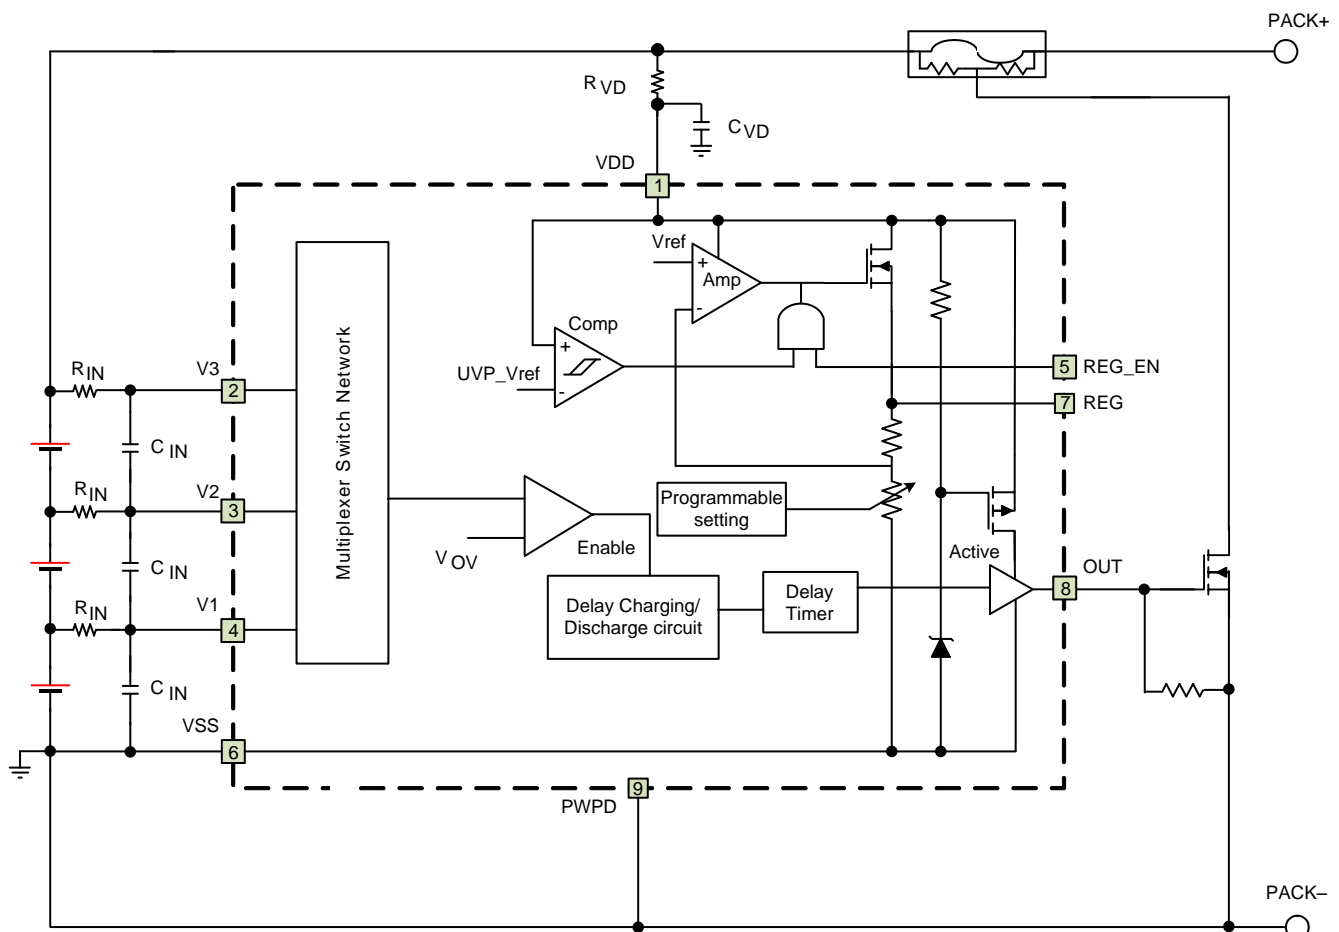 PACK+
R VD
C VD
VDD
1
Vref
+
Amp
-
Comp
+
UVP_Vref
-
5 REG_EN
7 REG
R IN
V3
2
C IN
Multiplexer Switch Network
R IN
V2
3
Programmable
setting
V OV
Enable
Active
C IN
OUT
8
R IN
V1
4
Delay Charging/
Discharge circuit
Delay
Timer
C IN
VSS
6
9
PWPD
PACK–